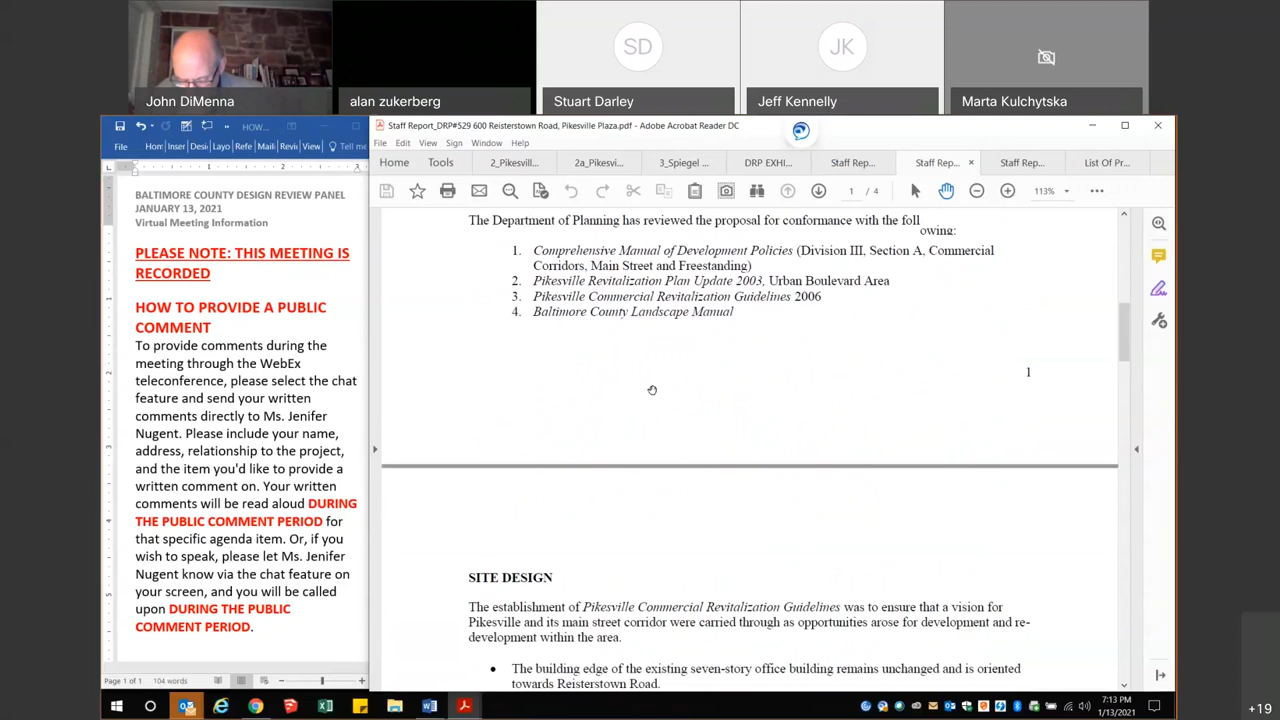 SD
JK
John DiMenna
alan zukerberg
Stuart Darley
Jeff Kennelly
Marta Kulchytska
HOW...
File
Hom
Inser
Desi
Layo
Refe
Maili
Revi
View
Tell me
BALTIMORE COUNTY DESIGN REVIEW PANEL
JANUARY 13, 2021
Virtual Meeting Information
PLEASE NOTE: THIS MEETING IS
RECORDED
HOW TO PROVIDE A PUBLIC
COMMENT
To provide comments during the
meeting through the WebEx
teleconference, please select the chat
feature and send your written
comments directly to Ms. Jenifer
Nugent. Please include your name,
address, relationship to the project,
and the item you'd like to provide a
written comment on. Your written
comments will be read aloud DURING
THE PUBLIC COMMENT PERIOD for
that specific agenda item. Or, if you
wish to speak, please let Ms. Jenifer
Nugent know via the chat feature on
your screen, and you will be called
upon DURING THE PUBLIC
COMMENT PERIOD.
Page 1 of 1
104 words
Staff Report_DRP#529 600 Reisterstown Road, Pikesville Plaza.pdf - Adobe Acrobat Reader DC
File Edit View Sign Window Help
Home
Tools
2_Pikesvill...
2a_Pikesvi...
3_Spiegel ...
DRP EXHI...
Staff Rep...
Staff Rep...
Staff Rep...
List Of Pr...
1 / 4
113%
The Department of Planning has reviewed the proposal for conformance with the foll
owing:
1. Comprehensive Manual of Development Policies (Division III, Section A, Commercial
Corridors, Main Street and Freestanding)
2. Pikesville Revitalization Plan Update 2003, Urban Boulevard Area
3. Pikesville Commercial Revitalization Guidelines 2006
4. Baltimore County Landscape Manual
1
SITE DESIGN
The establishment of Pikesville Commercial Revitalization Guidelines was to ensure that a vision for
Pikesville and its main street corridor were carried through as opportunities arose for development and re-
development within the area.
• The building edge of the existing seven-story office building remains unchanged and is oriented
towards Reisterstown Road.
7:13 PM
1/13/2021
+19